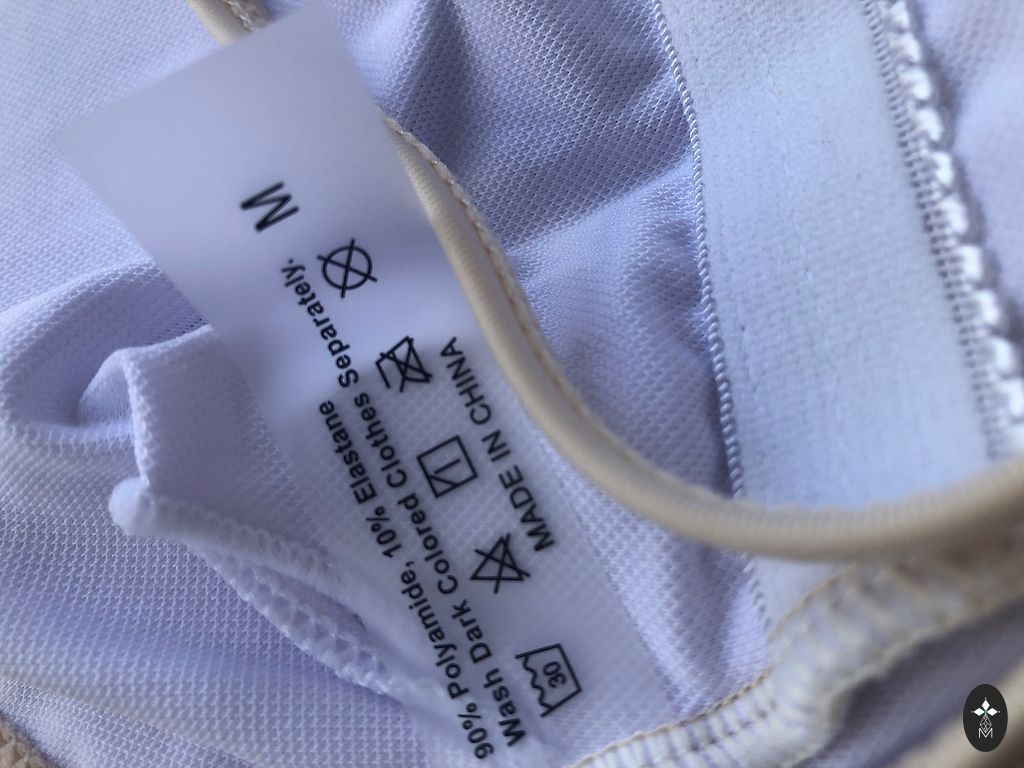 M
90% Polyamide, 10% Elastane
Wash Dark Colored Clothes Separately.
30
MADE IN CHINA
M